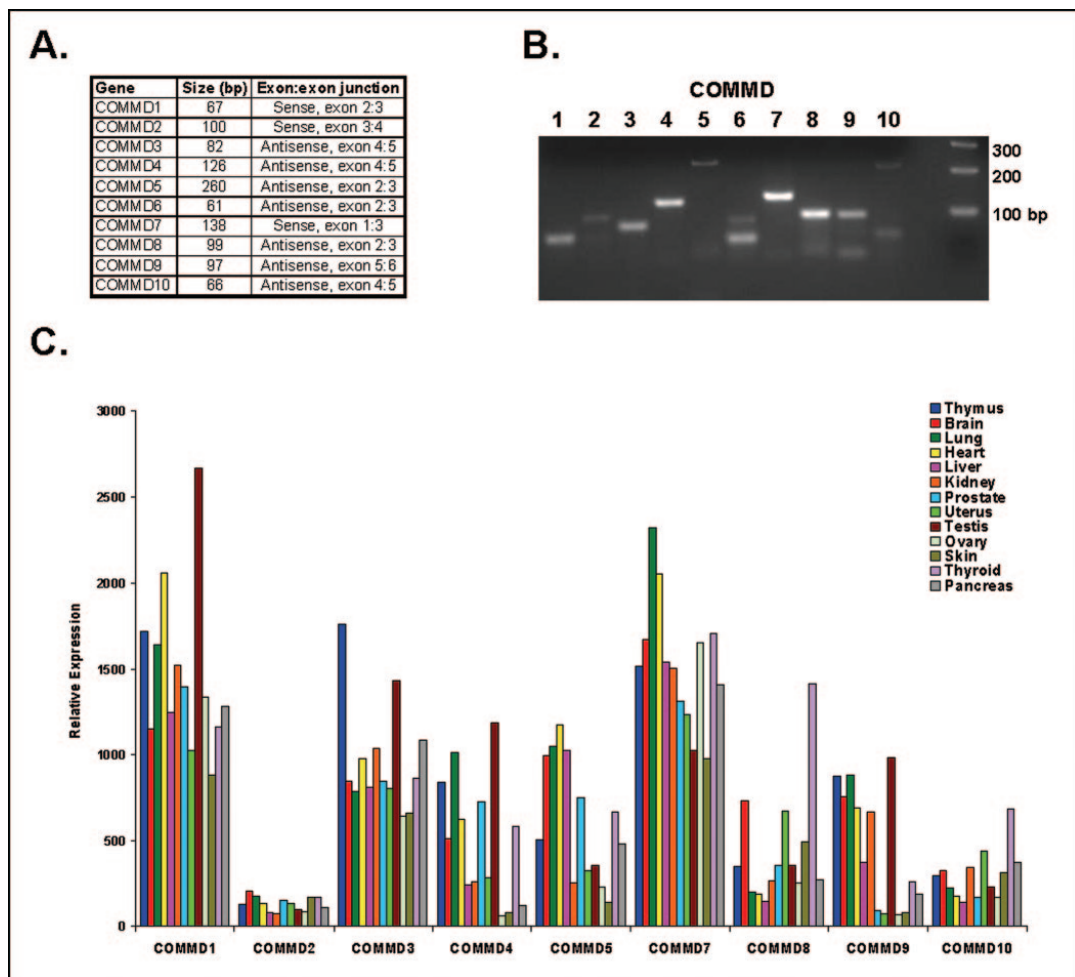 A.
Gene Size (bp) Exon:exon junction
COMMD1 67 Sense, exon 2:3
COMMD2 100 Sense, exon 3:4
COMMD3 82 Antisense, exon 4:5
COMMD4 126 Antisense, exon 4:5
COMMD5 260 Antisense, exon 2:3
COMMD6 61 Antisense, exon 2:3
COMMD7 138 Sense, exon 1:3
COMMD8 99 Antisense, exon 2:3
COMMD9 97 Antisense, exon 5:6
COMMD10 66 Antisense, exon 4:5
B.
COMMD
1 2 3 4 5 6 7 8 9 10
300
200
100 bp
C.
Relative Expression
3000
2500
2000
1500
1000
500
0
COMMD1 COMMD2 COMMD3 COMMD4 COMMD5 COMMD7 COMMD8 COMMD9 COMMD10
Thymus
Brain
Lung
Heart
Liver
Kidney
Prostate
Uterus
Testis
Ovary
Skin
Thyroid
Pancreas